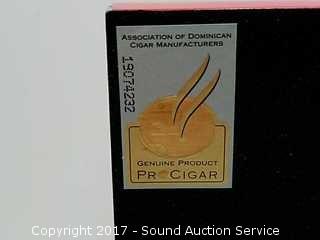 ASSOCIATION OF DOMINICAN
CIGAR MANUFACTURERS
19074232
GENUINE PRODUCT
PROCIGAR
Copyright 2017 - Sound Auction Service